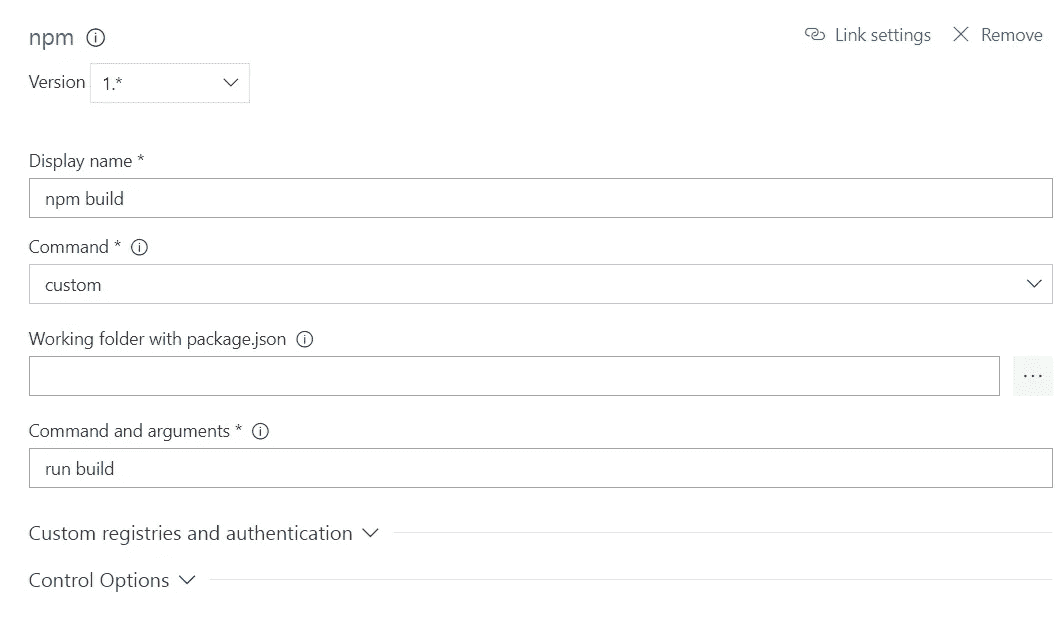 npm
Link settings
Remove
Version 1.*
Display name *
npm build
Command *
custom
Working folder with package.json
...
Command and arguments *
run build
Custom registries and authentication
Control Options